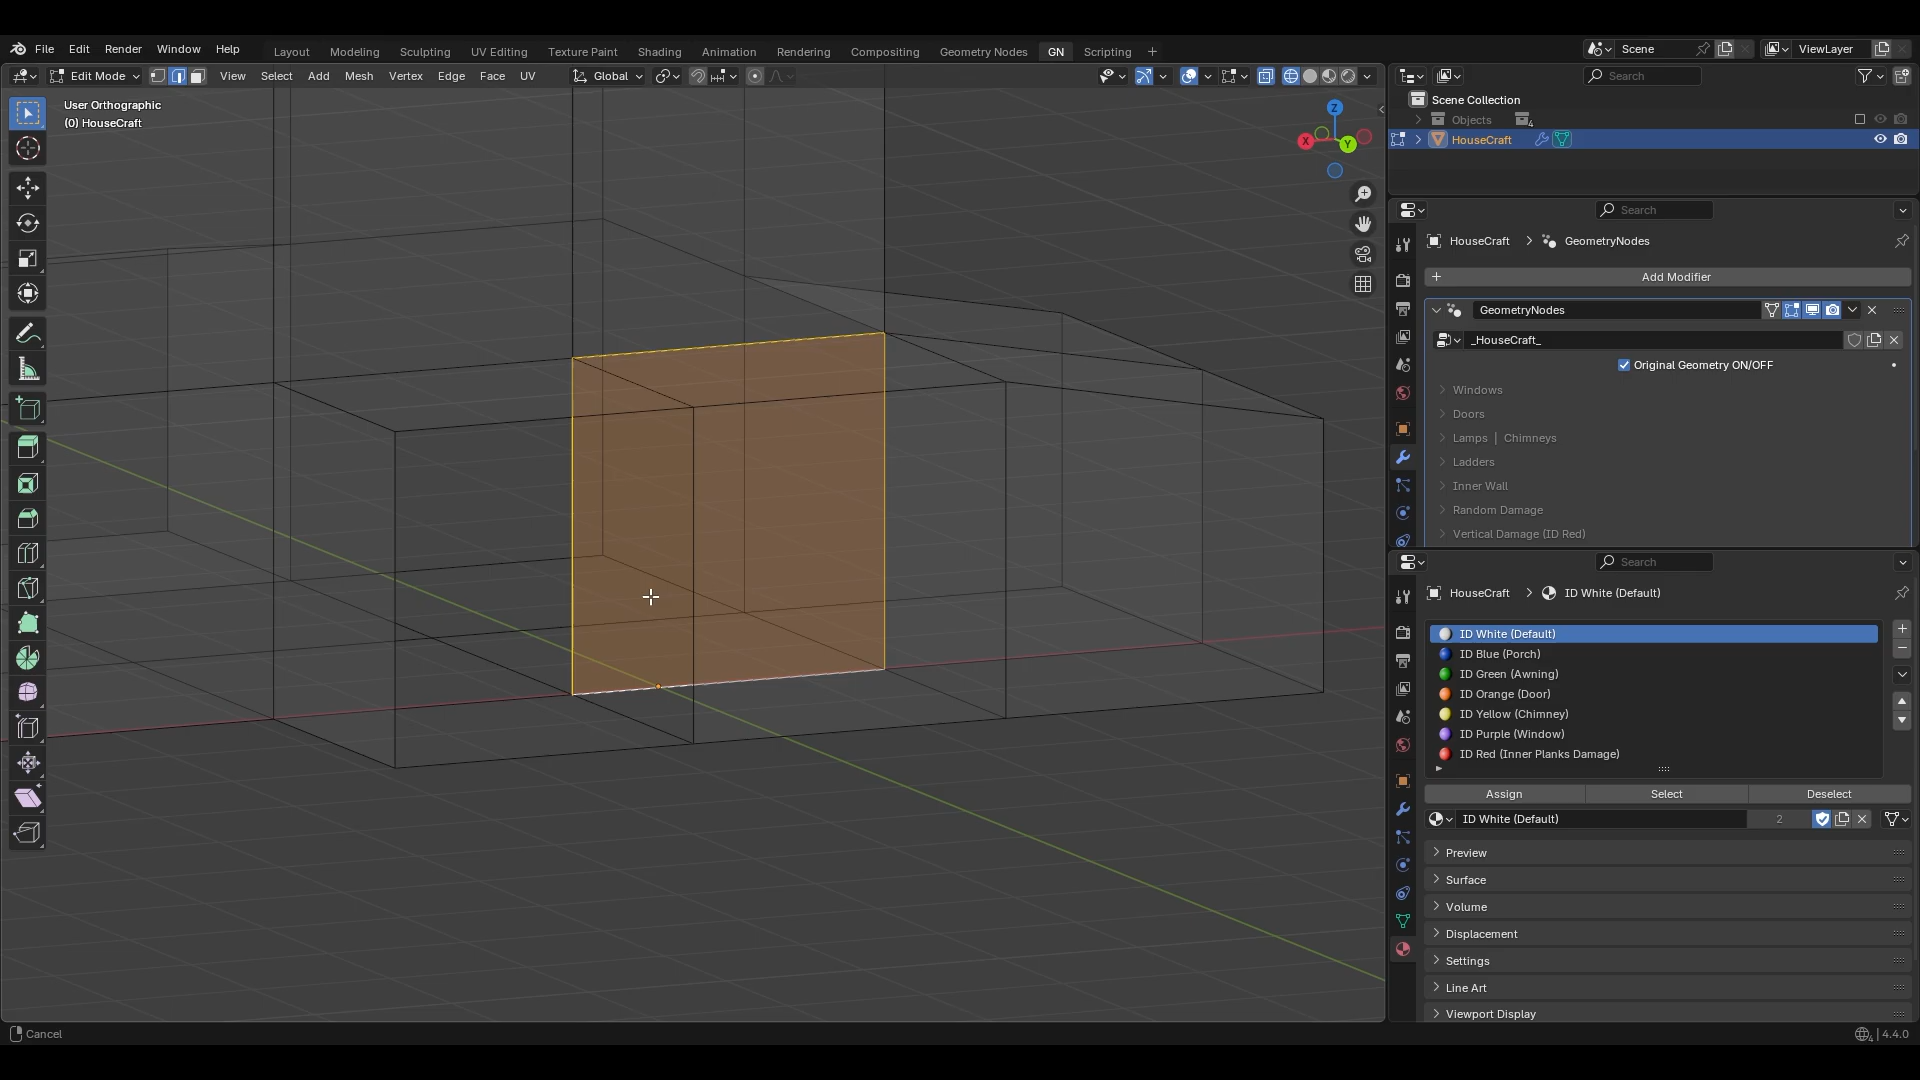 File Edit Render Window Help
Layout Modeling Sculpting UV Editing Texture Paint Shading Animation Rendering Compositing Geometry Nodes GN Scripting +
Scene
ViewLayer
Edit Mode View Select Add Mesh Vertex Edge Face UV
Global
Search
User Orthographic
(0) HouseCraft
Z
X
Y
Scene Collection
Objects 4
HouseCraft
Search
HouseCraft > GeometryNodes
+ Add Modifier
GeometryNodes
_HouseCraft_
Original Geometry ON/OFF
Windows
Doors
Lamps | Chimneys
Ladders
Inner Wall
Random Damage
Vertical Damage (ID Red)
Search
HouseCraft > ID White (Default)
ID White (Default)
ID Blue (Porch)
ID Green (Awning)
ID Orange (Door)
ID Yellow (Chimney)
ID Purple (Window)
ID Red (Inner Planks Damage)
Assign Select Deselect
ID White (Default) 2
Preview
Surface
Volume
Displacement
Settings
Line Art
Viewport Display
Cancel
4 | 4.4.0